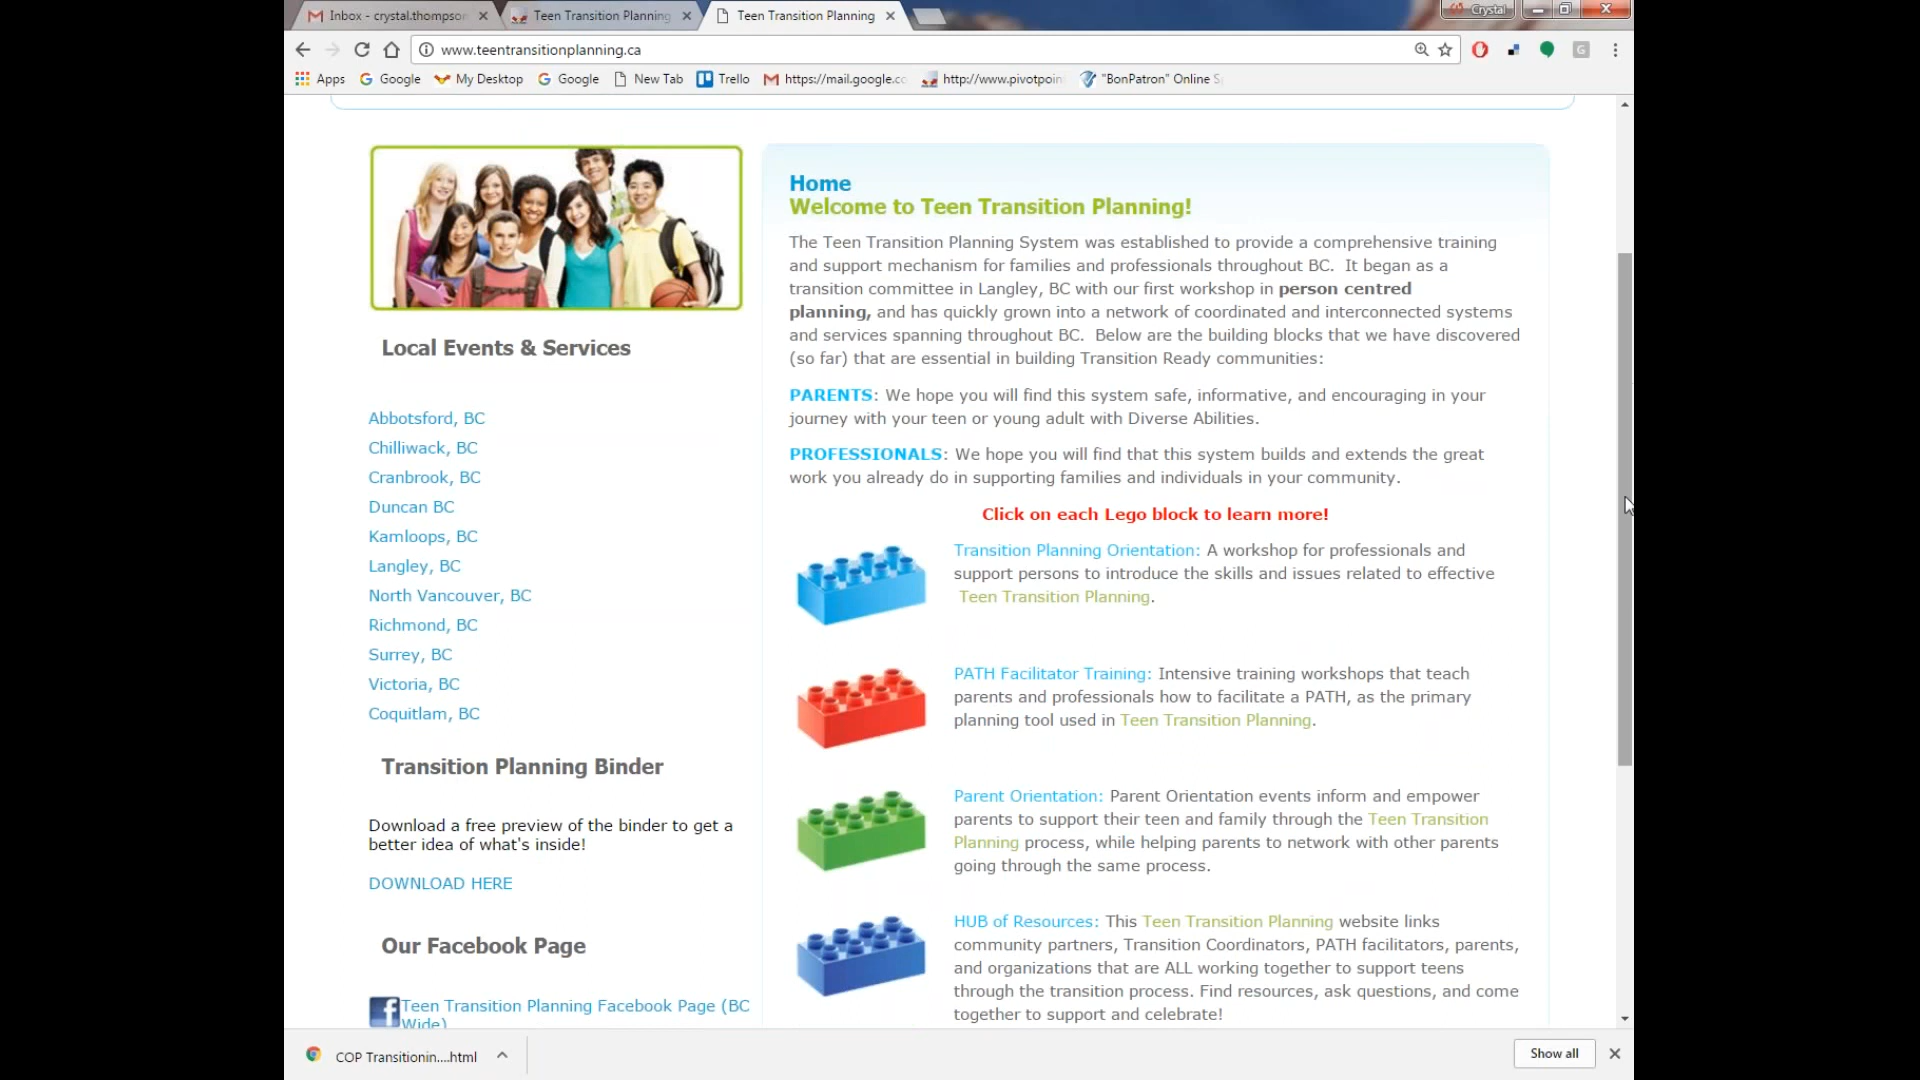 Inbox - crystal.thompson
Teen Transition Planning
Teen Transition Planning
Crystal
www.teentransitionplanning.ca
Apps
Google
My Desktop
Google
New Tab
Trello
https://mail.google.co
http://www.pivotpoin
"BonPatron" Online S
Home
Welcome to Teen Transition Planning!
The Teen Transition Planning System was established to provide a comprehensive training
and support mechanism for families and professionals throughout BC. It began as a
transition committee in Langley, BC with our first workshop in person centred
planning, and has quickly grown into a network of coordinated and interconnected systems
and services spanning throughout BC. Below are the building blocks that we have discovered
(so far) that are essential in building Transition Ready communities:
PARENTS: We hope you will find this system safe, informative, and encouraging in your
journey with your teen or young adult with Diverse Abilities.
PROFESSIONALS: We hope you will find that this system builds and extends the great
work you already do in supporting families and individuals in your community.
Click on each Lego block to learn more!
Transition Planning Orientation: A workshop for professionals and
support persons to introduce the skills and issues related to effective
Teen Transition Planning.
PATH Facilitator Training: Intensive training workshops that teach
parents and professionals how to facilitate a PATH, as the primary
planning tool used in Teen Transition Planning.
Parent Orientation: Parent Orientation events inform and empower
parents to support their teen and family through the Teen Transition
Planning process, while helping parents to network with other parents
going through the same process.
HUB of Resources: This Teen Transition Planning website links
community partners, Transition Coordinators, PATH facilitators, parents,
and organizations that are ALL working together to support teens
through the transition process. Find resources, ask questions, and come
together to support and celebrate!
Local Events & Services
Abbotsford, BC
Chilliwack, BC
Cranbrook, BC
Duncan BC
Kamloops, BC
Langley, BC
North Vancouver, BC
Richmond, BC
Surrey, BC
Victoria, BC
Coquitlam, BC
Transition Planning Binder
Download a free preview of the binder to get a
better idea of what's inside!
DOWNLOAD HERE
Our Facebook Page
Teen Transition Planning Facebook Page (BC
Wide)
COP Transitionin....html
Show all